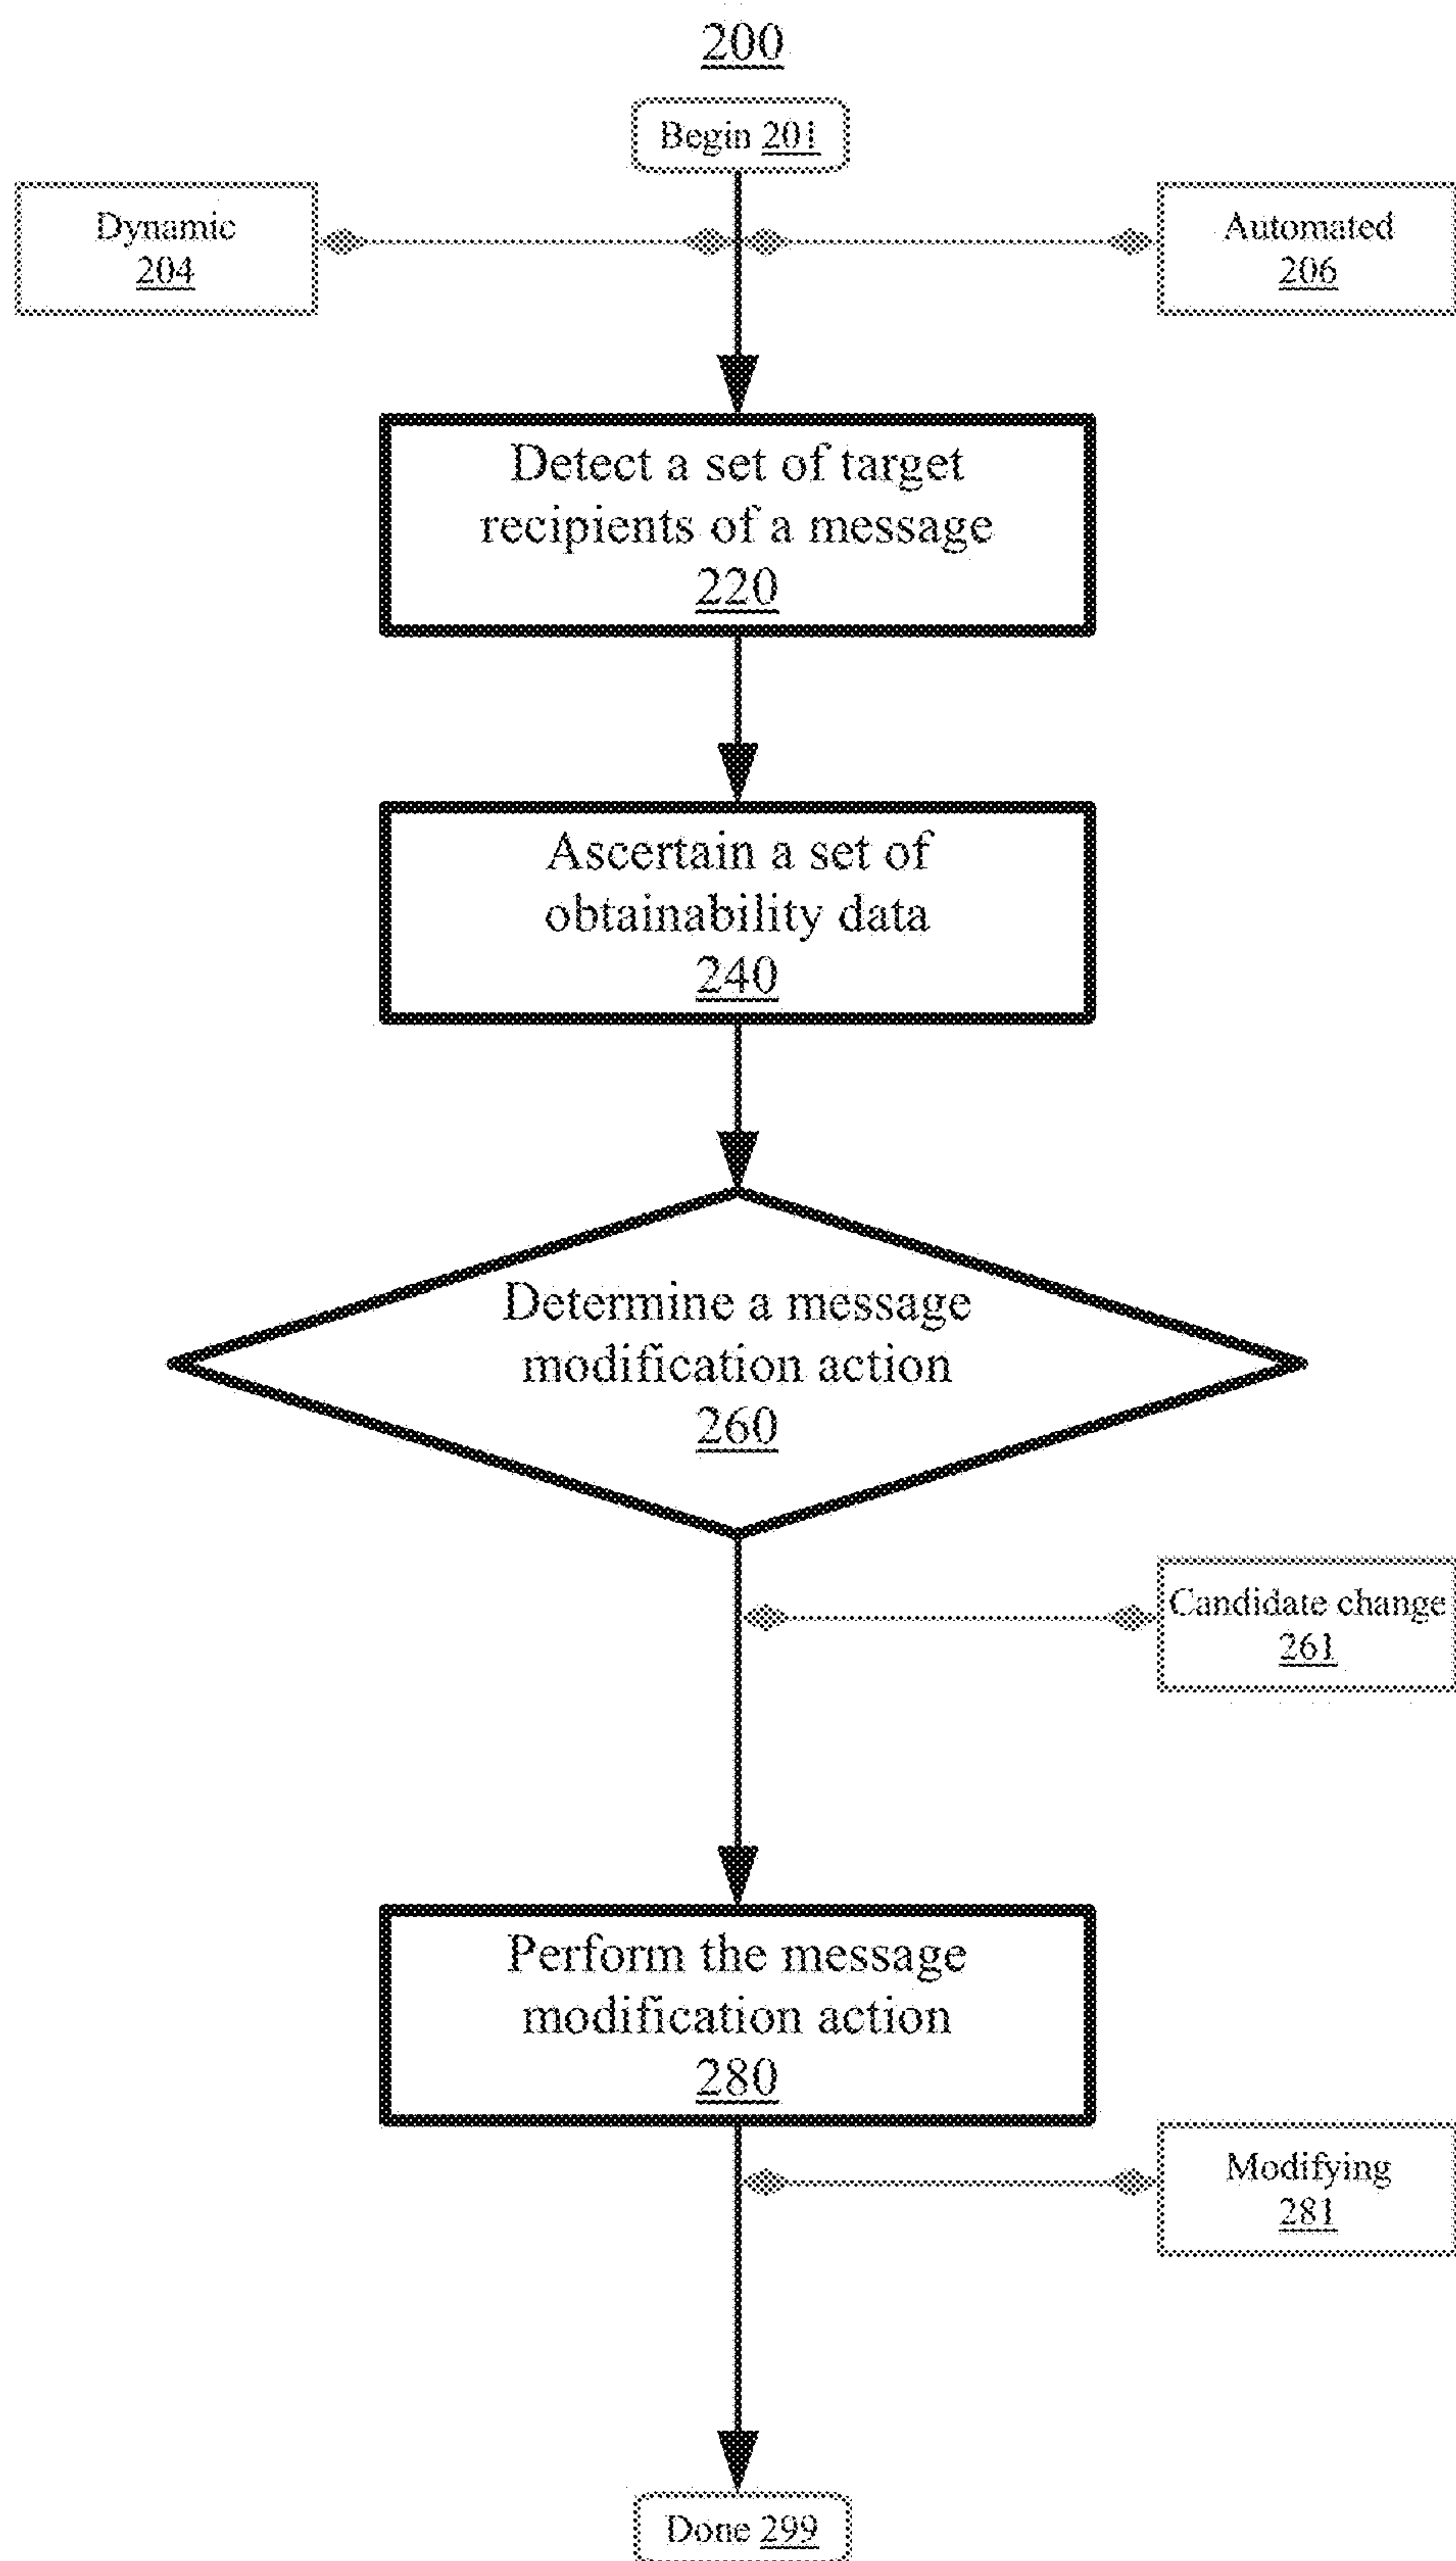 200
Begin 201
Dynamic
204
Automated
206
Detect a set of target
recipients of a message
220
Ascertain a set of
obtainability data
240
Determine a message
modification action
260
Candidate change
261
Perform the message
modification action
280
Modifying
281
Done 299